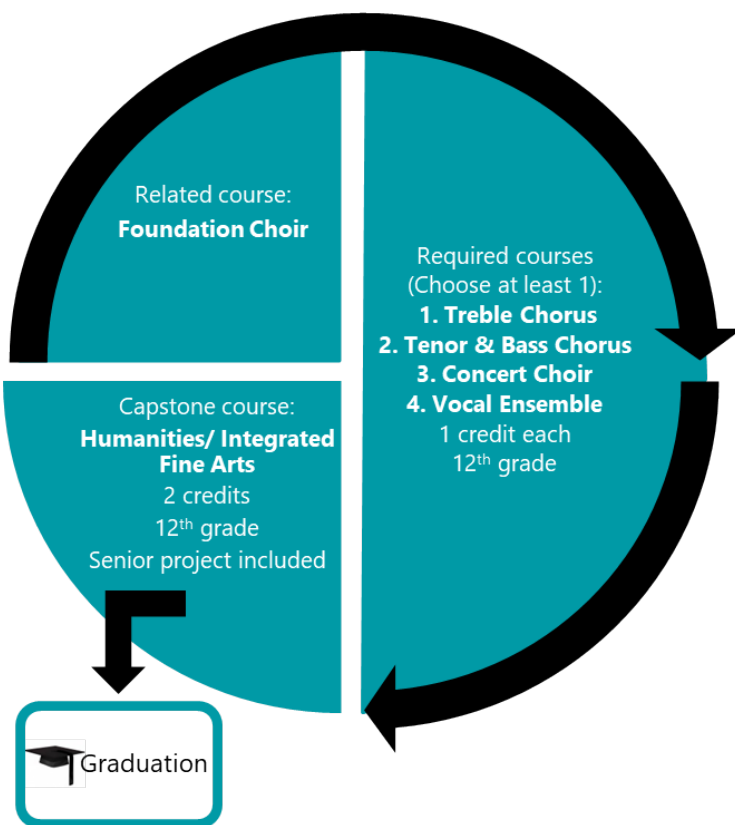 Related course:
Foundation Choir
Required courses
(Choose at least 1):
1. Treble Chorus
2. Tenor & Bass Chorus
3. Concert Choir
4. Vocal Ensemble
1 credit each
12th grade
Capstone course:
Humanities/ Integrated
Fine Arts
2 credits
12th grade
Senior project included
Graduation